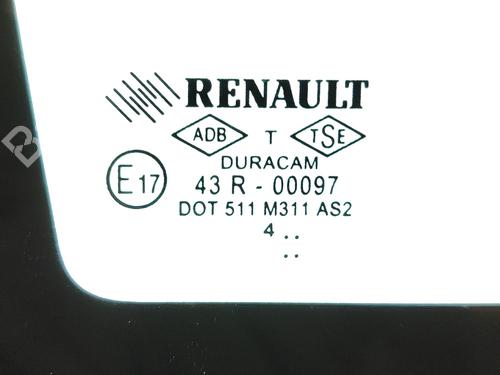 RENAULT
ADB T TSE
DURACAM
E17 43 R - 00097
DOT 511 M311 AS2
4 ..
..